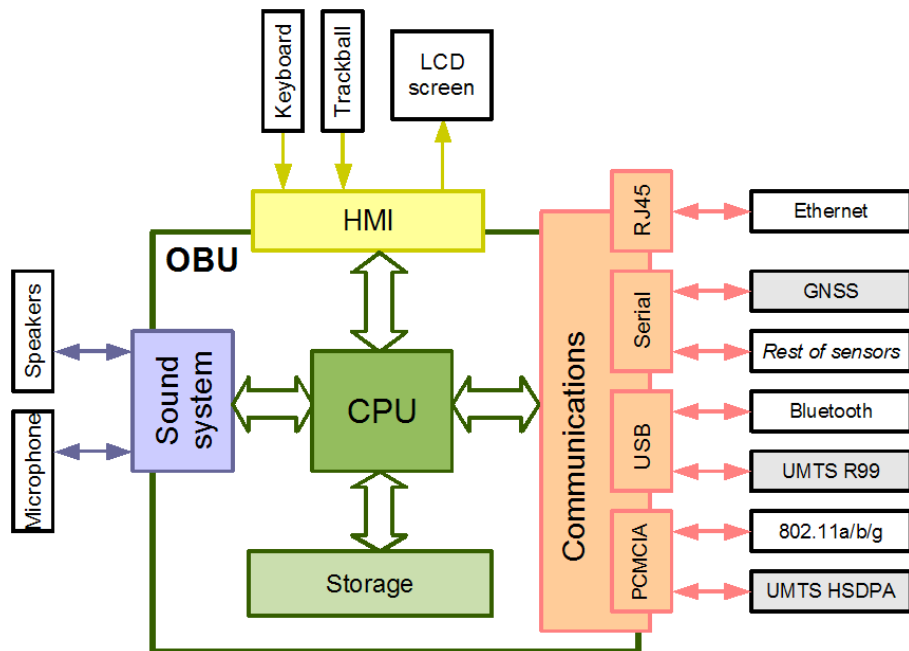 Keyboard
Trackball
LCD
screen
HMI
OBU
RJ45
Ethernet
Serial
GNSS
Rest of sensors
Speakers
Microphone
Sound
system
CPU
Communications
USB
Bluetooth
UMTS R99
PCMCIA
802.11a/b/g
UMTS HSDPA
Storage